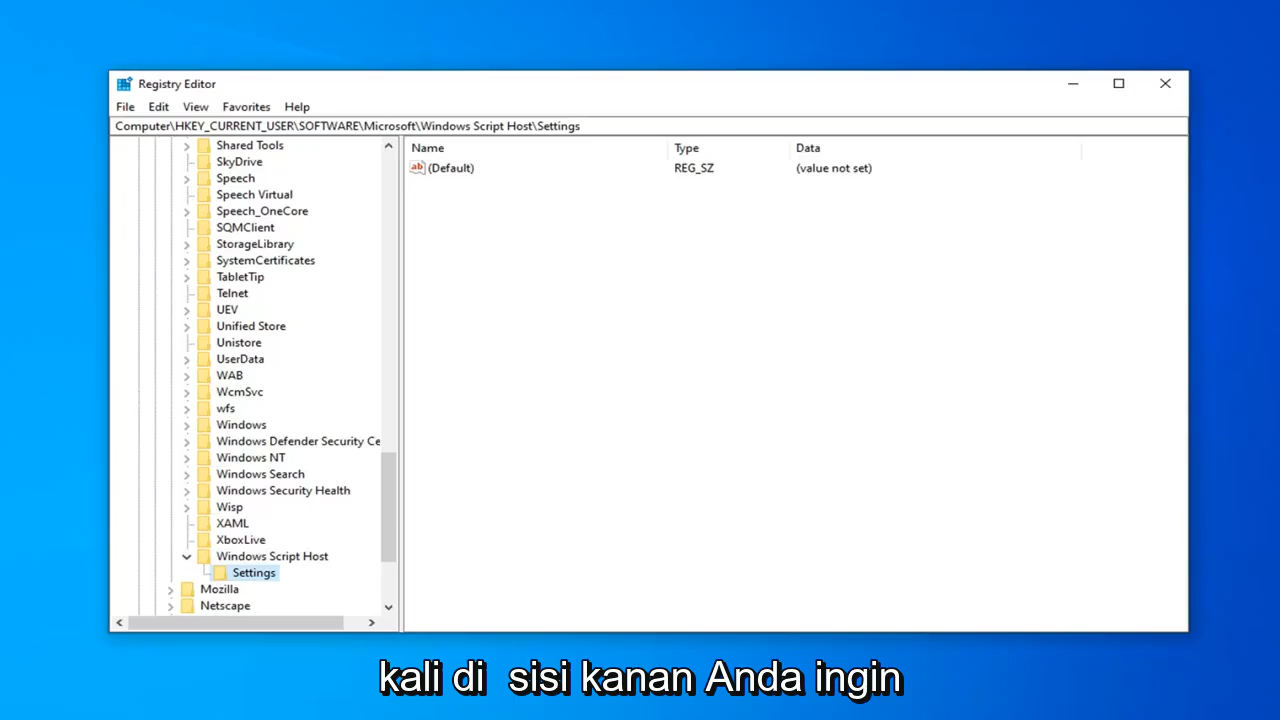 Registry Editor
File Edit View Favorites Help
Computer\HKEY_CURRENT_USER\SOFTWARE\Microsoft\Windows Script Host\Settings
Shared Tools
SkyDrive
Speech
Speech Virtual
Speech_OneCore
SQMClient
StorageLibrary
SystemCertificates
TabletTip
Telnet
UEV
Unified Store
Unistore
UserData
WAB
WcmSvc
wfs
Windows
Windows Defender Security Ce
Windows NT
Windows Search
Windows Security Health
Wisp
XAML
XboxLive
Windows Script Host
Settings
Mozilla
Netscape
Name Type Data
ab (Default) REG_SZ (value not set)
kali di sisi kanan Anda ingin